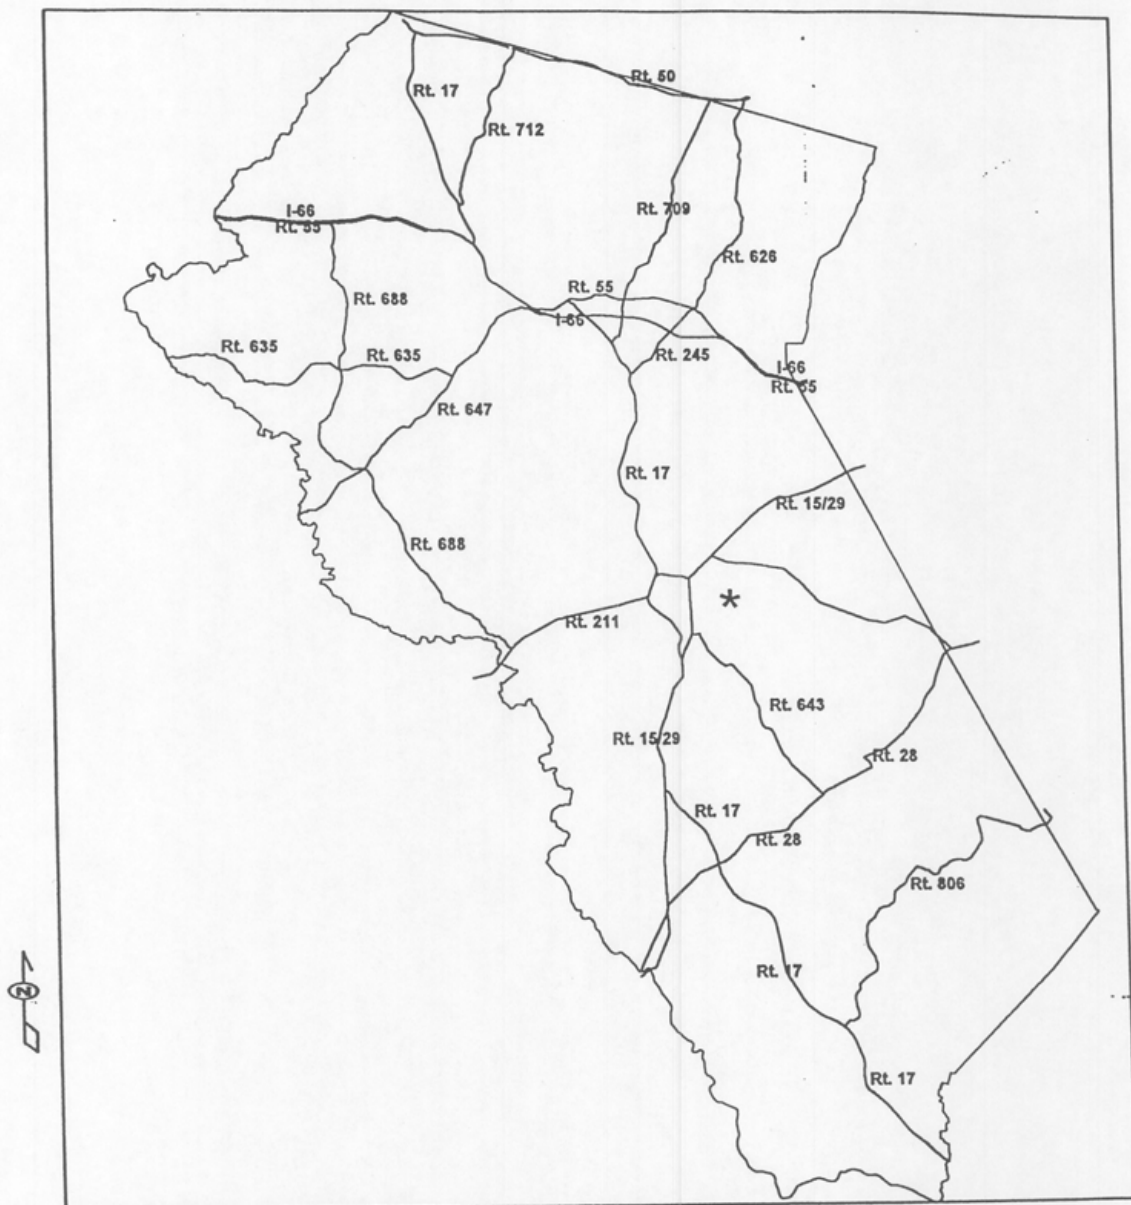 Rt. 50
Rt. 17
Rt. 712
Rt. 709
I-66
Rt. 55
Rt. 626
Rt. 688
Rt. 55
I-66
Rt. 635
Rt. 635
Rt. 245
I-66
Rt. 55
Rt. 647
Rt. 17
Rt. 15/29
Rt. 688
*
Rt. 211
Rt. 643
Rt. 15/29
Rt. 28
Rt. 17
Rt. 28
Rt. 806
Rt. 17
N
Rt. 17